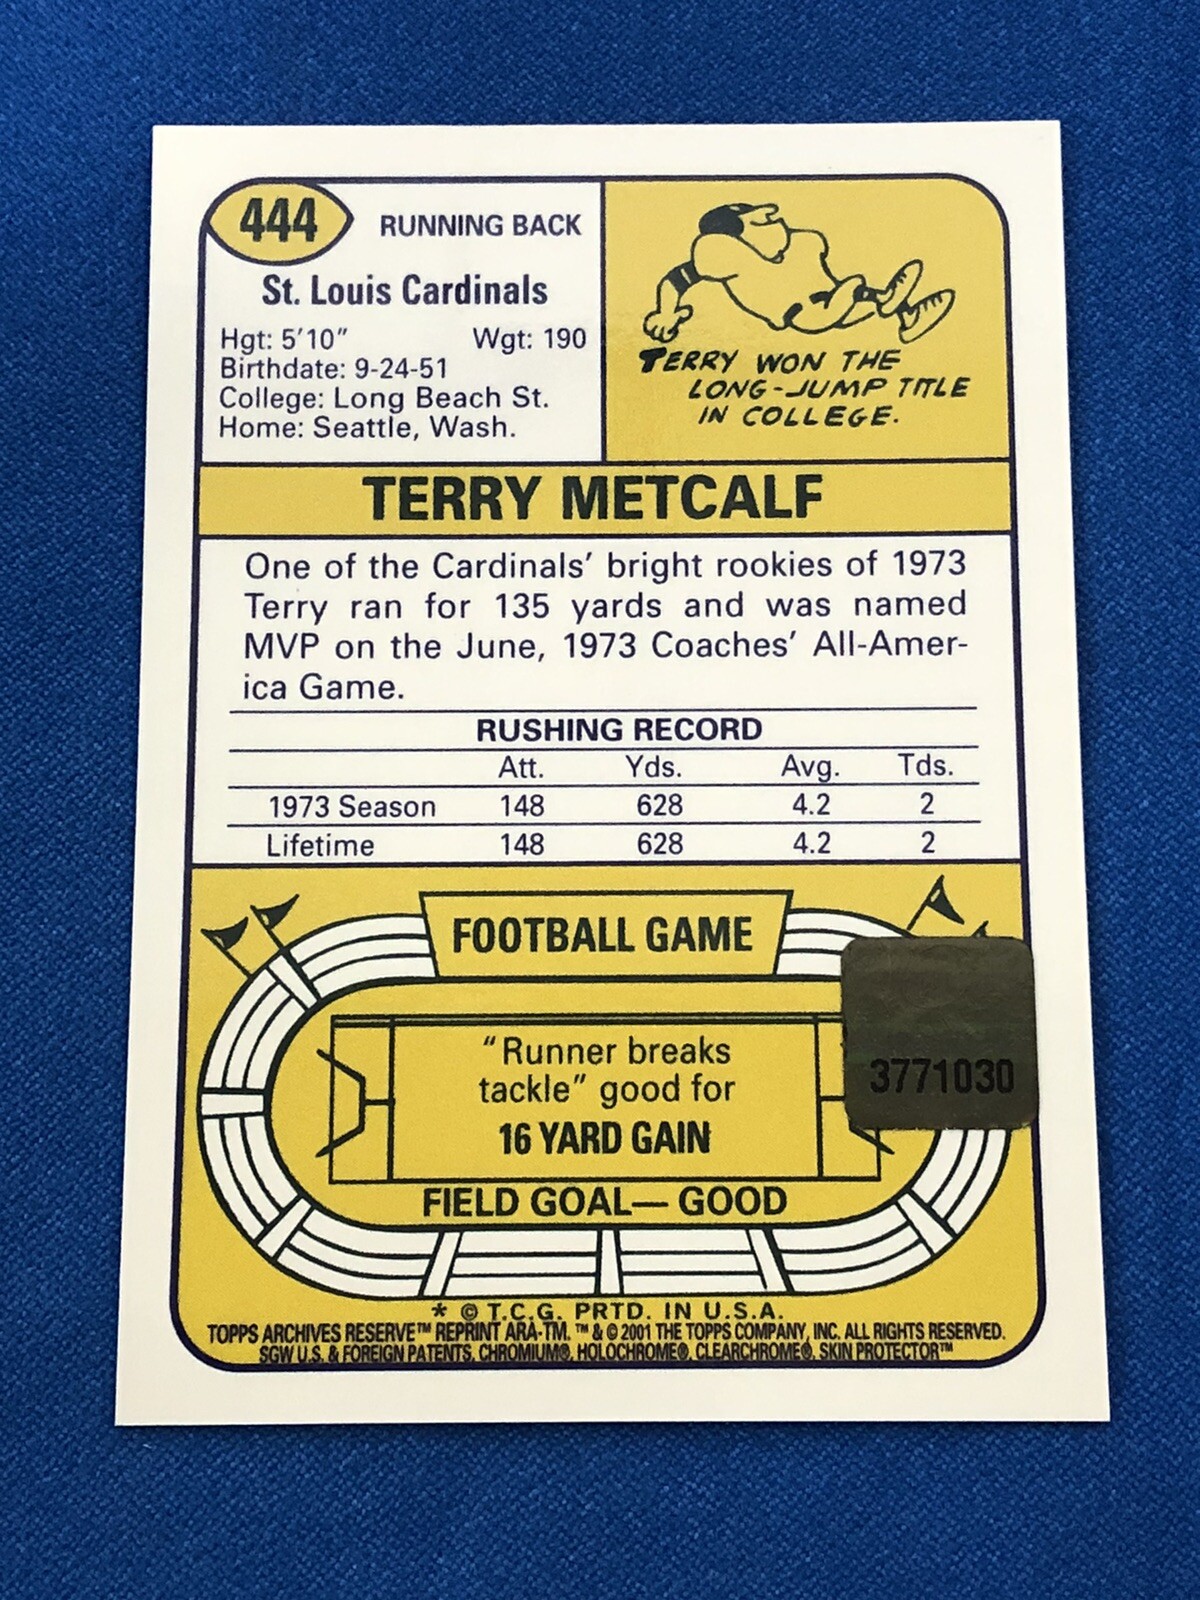 444
RUNNING BACK
St. Louis Cardinals
Hgt: 5'10" Wgt: 190
Birthdate: 9-24-51
College: Long Beach St.
Home: Seattle, Wash.
TERRY WON THE
LONG-JUMP TITLE
IN COLLEGE.
TERRY METCALF
One of the Cardinals' bright rookies of 1973
Terry ran for 135 yards and was named
MVP on the June, 1973 Coaches' All-Amer-
ica Game.
RUSHING RECORD
Att. Yds. Avg. Tds.
1973 Season 148 628 4.2 2
Lifetime 148 628 4.2 2
FOOTBALL GAME
"Runner breaks
tackle" good for
16 YARD GAIN
3771030
FIELD GOAL— GOOD
* © T.C.G. PRTD. IN U.S.A.
TOPPS ARCHIVES RESERVE™ REPRINT ARA-TM. ™ & © 2001 THE TOPPS COMPANY, INC. ALL RIGHTS RESERVED.
SGW U.S. & FOREIGN PATENTS, CHROMIUM®, HOLOCHROME®, CLEARCHROME®, SKIN PROTECTOR™